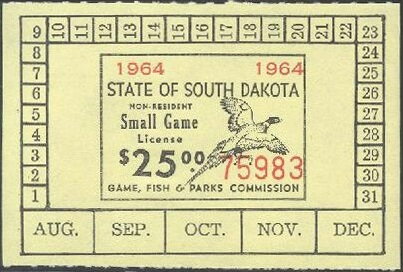 9 10 11 12 13 14 15 16 17 18 19 20 21 22 23
8 24
7 25
6 26
5 27
4 28
3 29
2 30
1 31
1964 1964
STATE OF SOUTH DAKOTA
NON-RESIDENT
Small Game
License
$25.00
75983
GAME, FISH & PARKS COMMISSION
AUG. SEP. OCT. NOV. DEC.